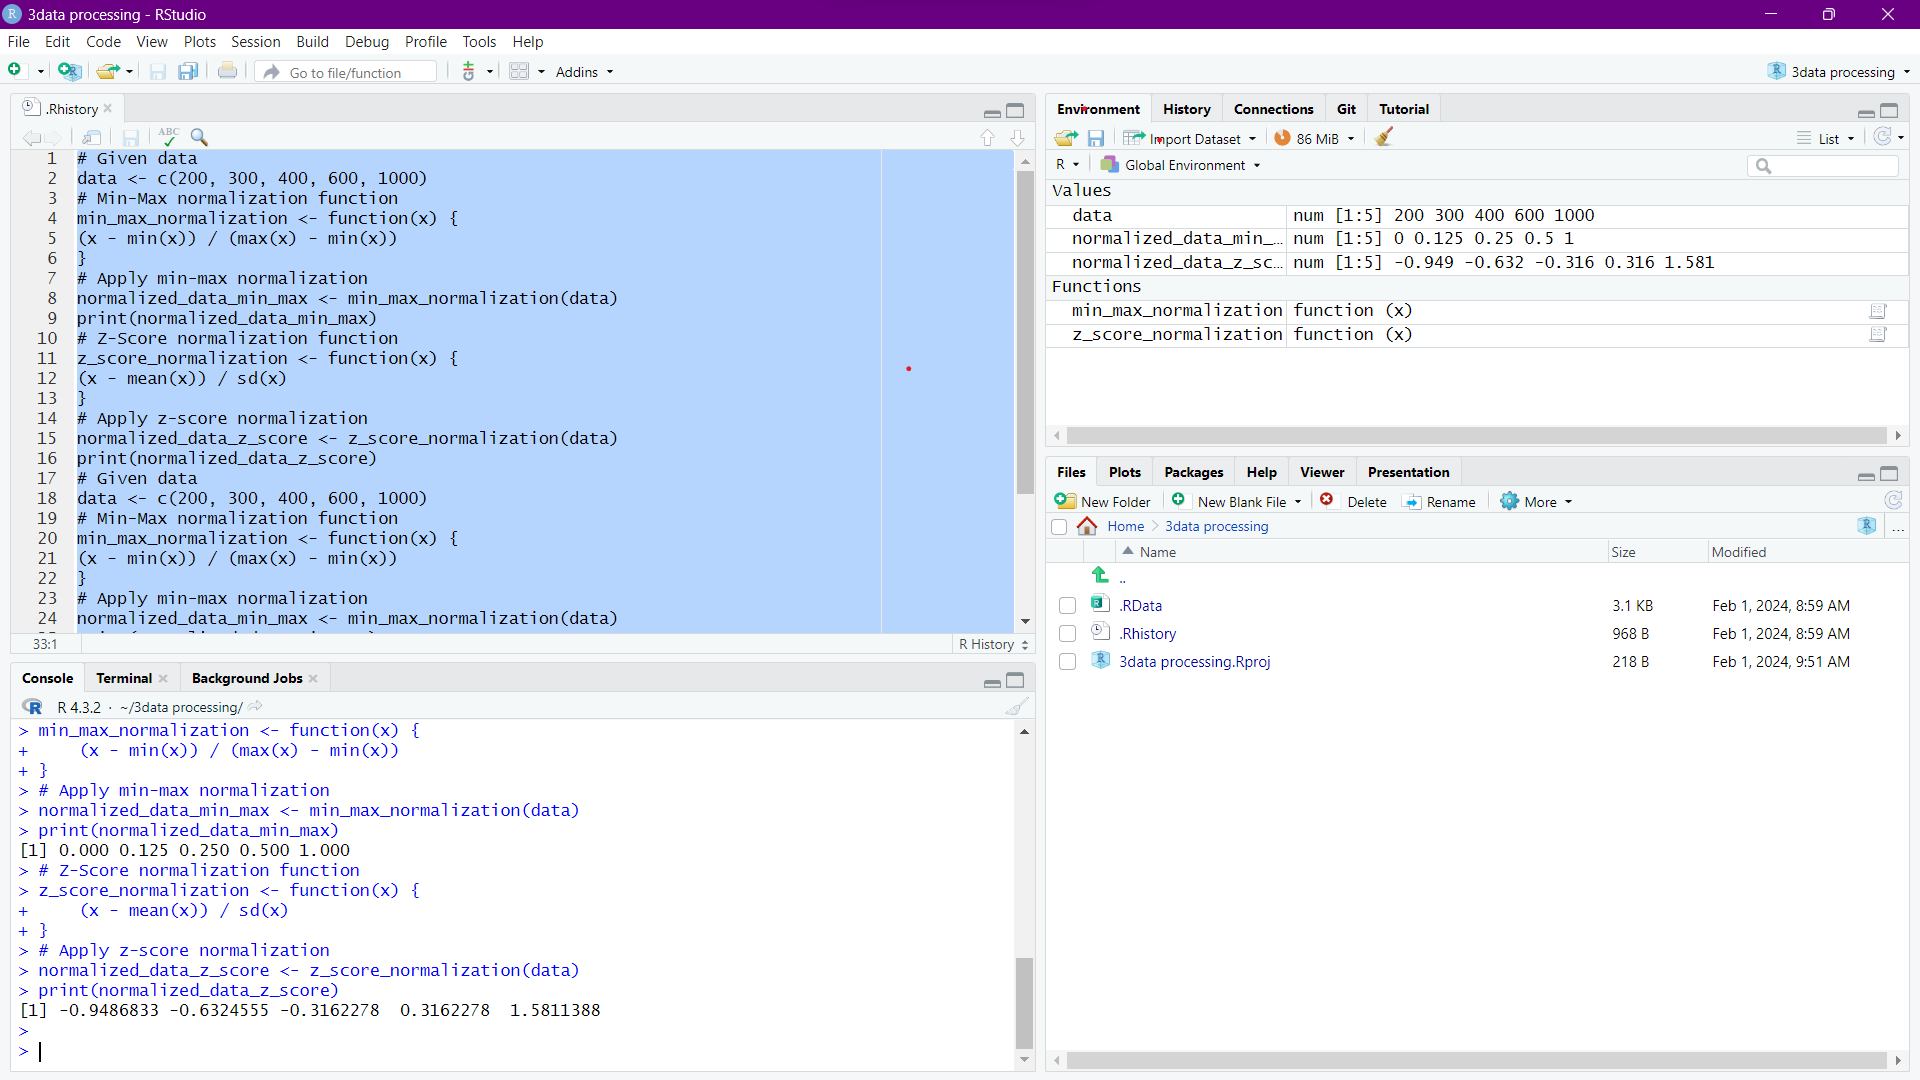 3data processing - RStudio
File Edit Code View Plots Session Build Debug Profile Tools Help
Go to file/function
Addins
3data processing
.Rhistory
ABC
1 # Given data
2 data <- c(200, 300, 400, 600, 1000)
3 # Min-Max normalization function
4 min_max_normalization <- function(x) {
5 (x - min(x)) / (max(x) - min(x))
6 }
7 # Apply min-max normalization
8 normalized_data_min_max <- min_max_normalization(data)
9 print(normalized_data_min_max)
10 # Z-Score normalization function
11 z_score_normalization <- function(x) {
12 (x - mean(x)) / sd(x)
13 }
14 # Apply z-score normalization
15 normalized_data_z_score <- z_score_normalization(data)
16 print(normalized_data_z_score)
17 # Given data
18 data <- c(200, 300, 400, 600, 1000)
19 # Min-Max normalization function
20 min_max_normalization <- function(x) {
21 (x - min(x)) / (max(x) - min(x))
22 }
23 # Apply min-max normalization
24 normalized_data_min_max <- min_max_normalization(data)
33:1
R History
Console Terminal Background Jobs
R 4.3.2 · ~/3data processing/
> min_max_normalization <- function(x) {
+     (x - min(x)) / (max(x) - min(x))
+ }
> # Apply min-max normalization
> normalized_data_min_max <- min_max_normalization(data)
> print(normalized_data_min_max)
[1] 0.000 0.125 0.250 0.500 1.000
> # Z-Score normalization function
> z_score_normalization <- function(x) {
+     (x - mean(x)) / sd(x)
+ }
> # Apply z-score normalization
> normalized_data_z_score <- z_score_normalization(data)
> print(normalized_data_z_score)
[1] -0.9486833 -0.6324555 -0.3162278  0.3162278  1.5811388
>
>
Environment History Connections Git Tutorial
Import Dataset 86 MiB List
R Global Environment
Values
data num [1:5] 200 300 400 600 1000
normalized_data_min_… num [1:5] 0 0.125 0.25 0.5 1
normalized_data_z_sc… num [1:5] -0.949 -0.632 -0.316 0.316 1.581
Functions
min_max_normalization function (x)
z_score_normalization function (x)
Files Plots Packages Help Viewer Presentation
New Folder New Blank File Delete Rename More
Home 3data processing ...
Name Size Modified
..
.RData 3.1 KB Feb 1, 2024, 8:59 AM
.Rhistory 968 B Feb 1, 2024, 8:59 AM
3data processing.Rproj 218 B Feb 1, 2024, 9:51 AM